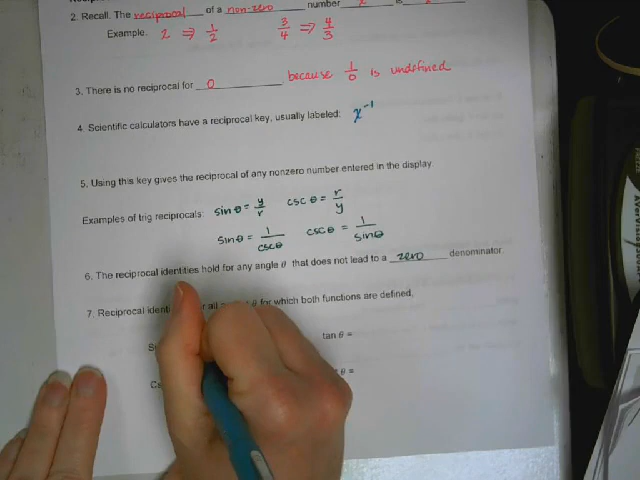 2. Recall. The reciprocal of a non-zero number
Example. 2 ⇒ 1/2 3/4 ⇒ 4/3
3. There is no reciprocal for 0 because 1/0 is undefined
4. Scientific calculators have a reciprocal key, usually labeled: x⁻¹
5. Using this key gives the reciprocal of any nonzero number entered in the display.
Examples of trig reciprocals: sin θ = y/r csc θ = r/y
sin θ = 1/csc θ csc θ = 1/sin θ
6. The reciprocal identities hold for any angle θ that does not lead to a zero denominator
7. Reciprocal θ for which both functions are defined,
tan θ =
θ =